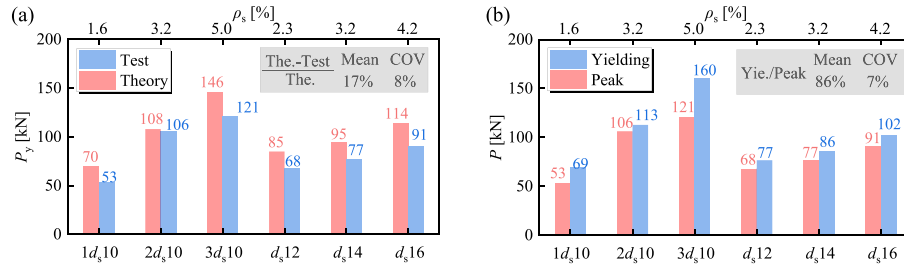 (a)
ρs [%]
1.6 3.2 5.0 2.3 3.2 4.2
200
150
100
50
0
Py [kN]
Test
Theory
The.-Test Mean COV
The. 17% 8%
70 53
108 106
146 121
85 68
95 77
114 91
1ds10 2ds10 3ds10 ds12 ds14 ds16
(b)
ρs [%]
1.6 3.2 5.0 2.3 3.2 4.2
200
150
100
50
0
P [kN]
Yielding
Peak
Yie./Peak Mean COV
86% 7%
53 69
106 113
121 160
68 77
77 86
91 102
1ds10 2ds10 3ds10 ds12 ds14 ds16